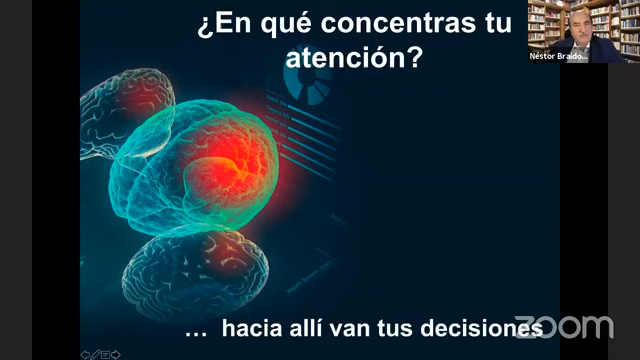 ¿En qué concentras tu
atención?
Néstor Braido...
... hacia allí van tus decisiones
zoom